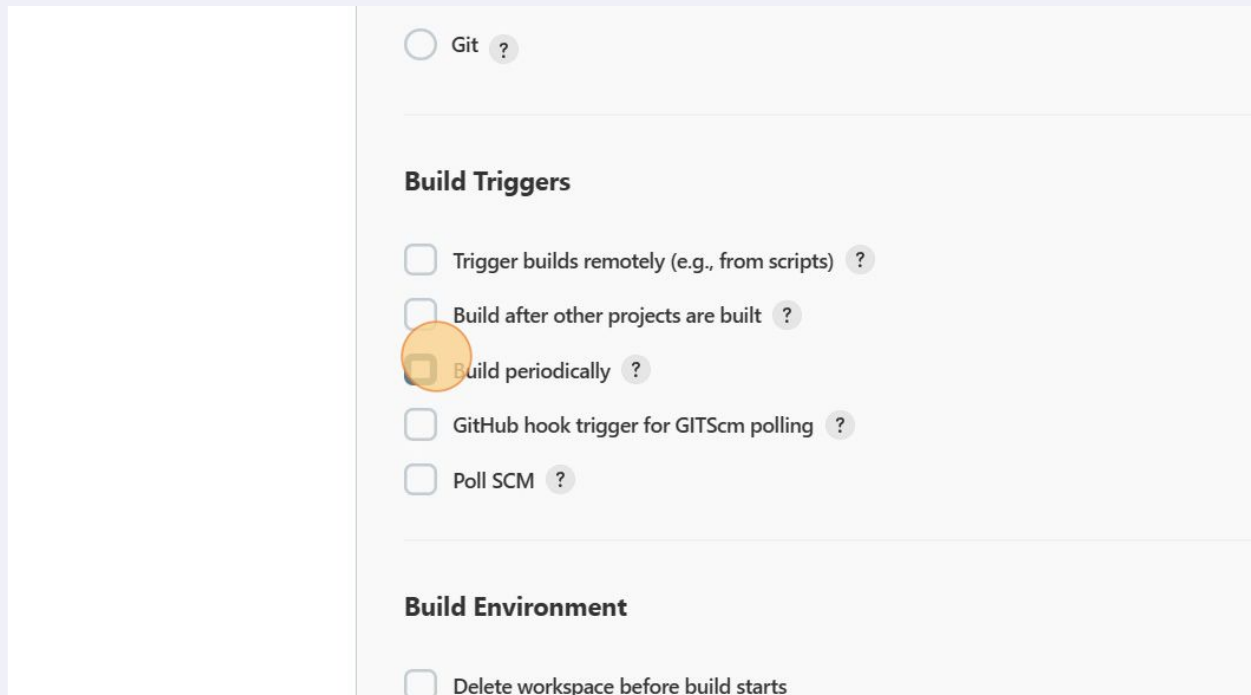 Git ?
Build Triggers
Trigger builds remotely (e.g., from scripts) ?
Build after other projects are built ?
Build periodically ?
GitHub hook trigger for GITScm polling ?
Poll SCM ?
Build Environment
Delete workspace before build starts